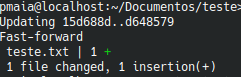 pmaia@localhost:~/Documentos/teste>
Updating 15d688d..d648579
Fast-forward
 teste.txt | 1 +
 1 file changed, 1 insertion(+)